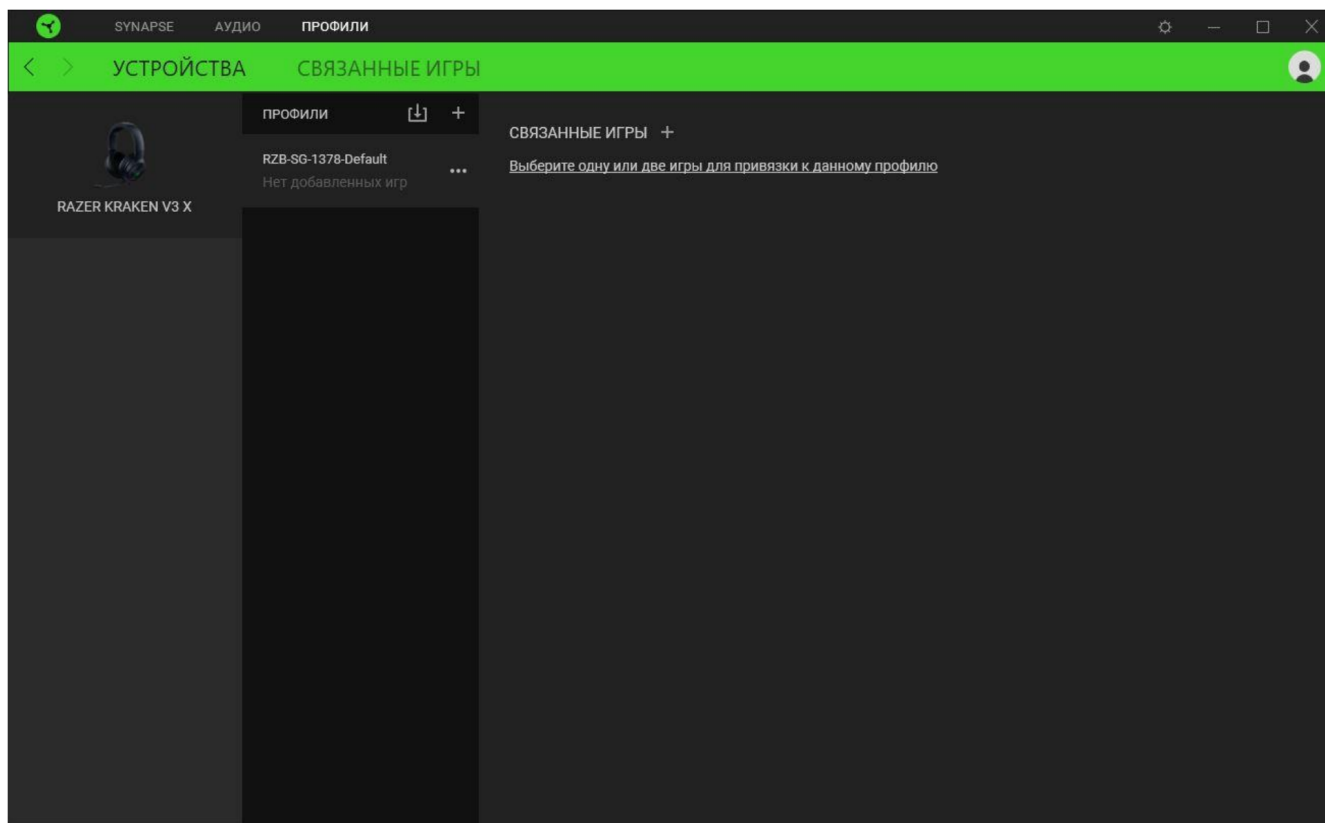 SYNAPSE АУДИО ПРОФИЛИ
УСТРОЙСТВА СВЯЗАННЫЕ ИГРЫ
RAZER KRAKEN V3 X
ПРОФИЛИ
RZB-SG-1378-Default
Нет добавленных игр
СВЯЗАННЫЕ ИГРЫ
Выберите одну или две игры для привязки к данному профилю